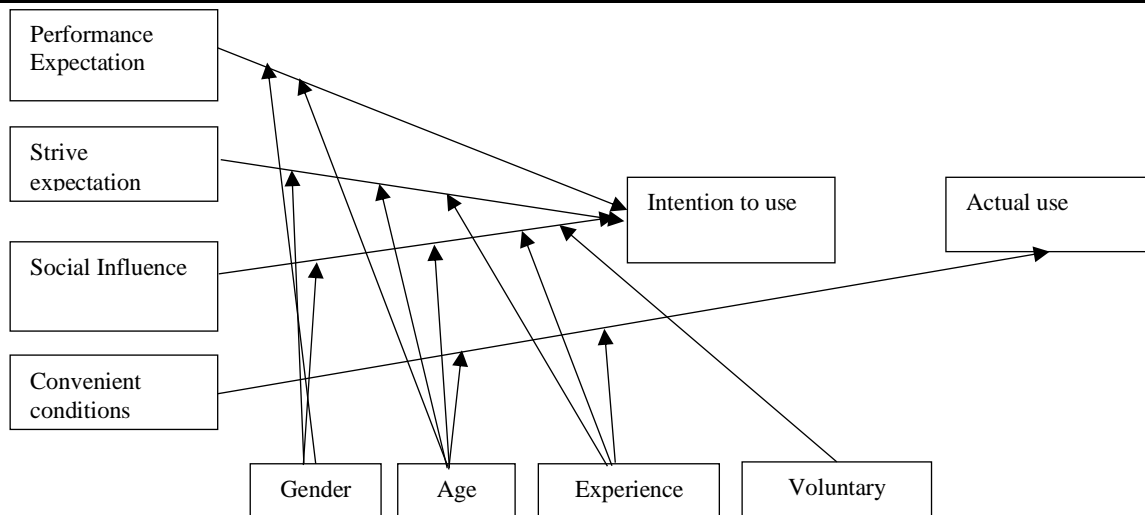 Performance
Expectation
Strive
expectation
Intention to use
Actual use
Social Influence
Convenient
conditions
Gender
Age
Experience
Voluntary